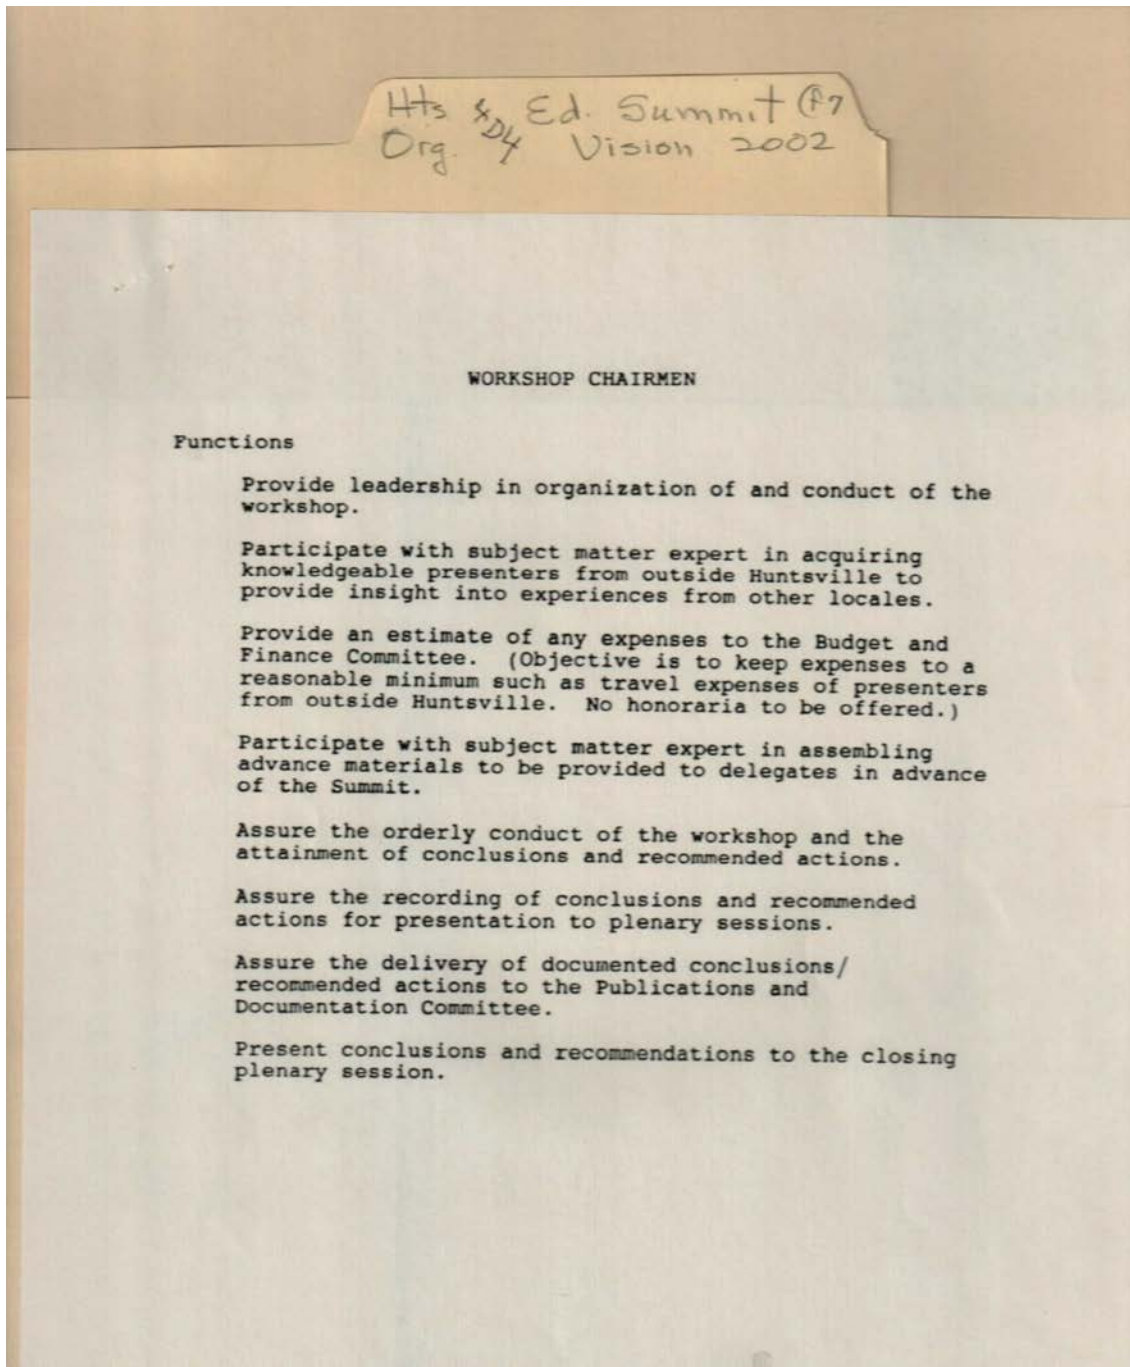 Hts & Ed. Summit
Org. D4 Vision 2002
WORKSHOP CHAIRMEN
Functions
Provide leadership in organization of and conduct of the
workshop.
Participate with subject matter expert in acquiring
knowledgeable presenters from outside Huntsville to
provide insight into experiences from other locales.
Provide an estimate of any expenses to the Budget and
Finance Committee. (Objective is to keep expenses to a
reasonable minimum such as travel expenses of presenters
from outside Huntsville. No honoraria to be offered.)
Participate with subject matter expert in assembling
advance materials to be provided to delegates in advance
of the Summit.
Assure the orderly conduct of the workshop and the
attainment of conclusions and recommended actions.
Assure the recording of conclusions and recommended
actions for presentation to plenary sessions.
Assure the delivery of documented conclusions/
recommended actions to the Publications and
Documentation Committee.
Present conclusions and recommendations to the closing
plenary session.